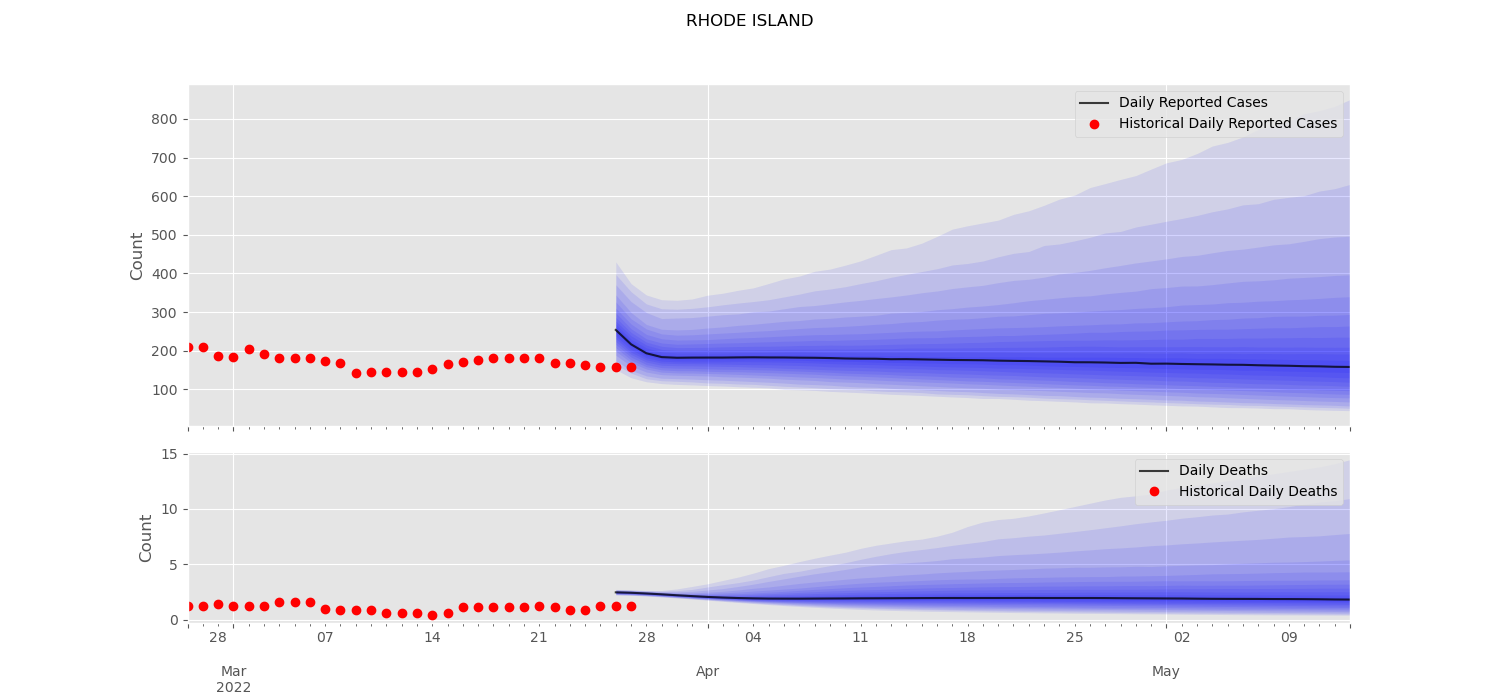 RHODE ISLAND
Daily Reported Cases
Historical Daily Reported Cases
800
700
600
500
400
300
200
100
Count
Daily Deaths
Historical Daily Deaths
15
10
5
0
Count
28 07 14 21 28 04 11 18 25 02 09
Mar Apr May
2022